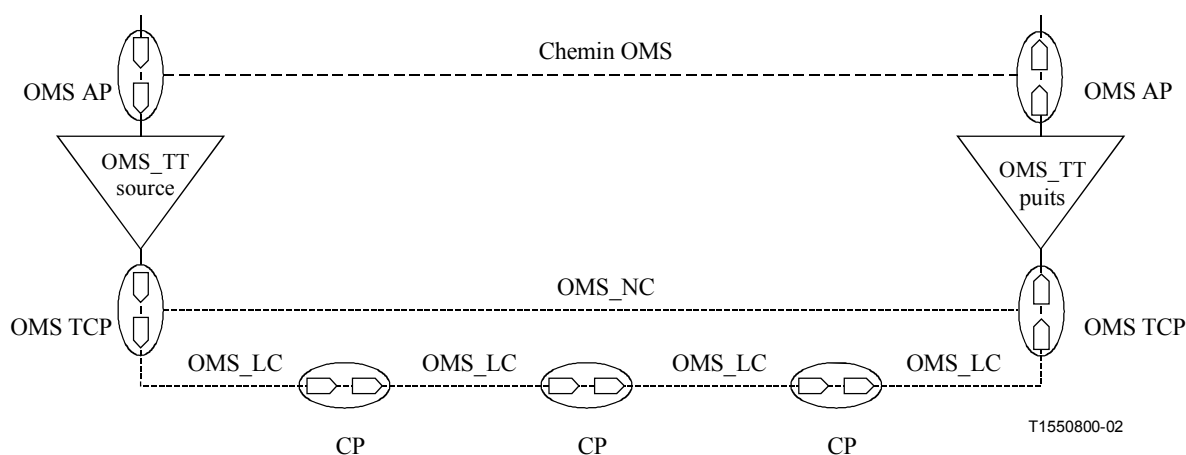 Chemin OMS
OMS AP
OMS AP
OMS_TT
source
OMS_TT
puits
OMS_NC
OMS TCP
OMS TCP
OMS_LC
OMS_LC
OMS_LC
OMS_LC
CP
CP
CP
T1550800-02